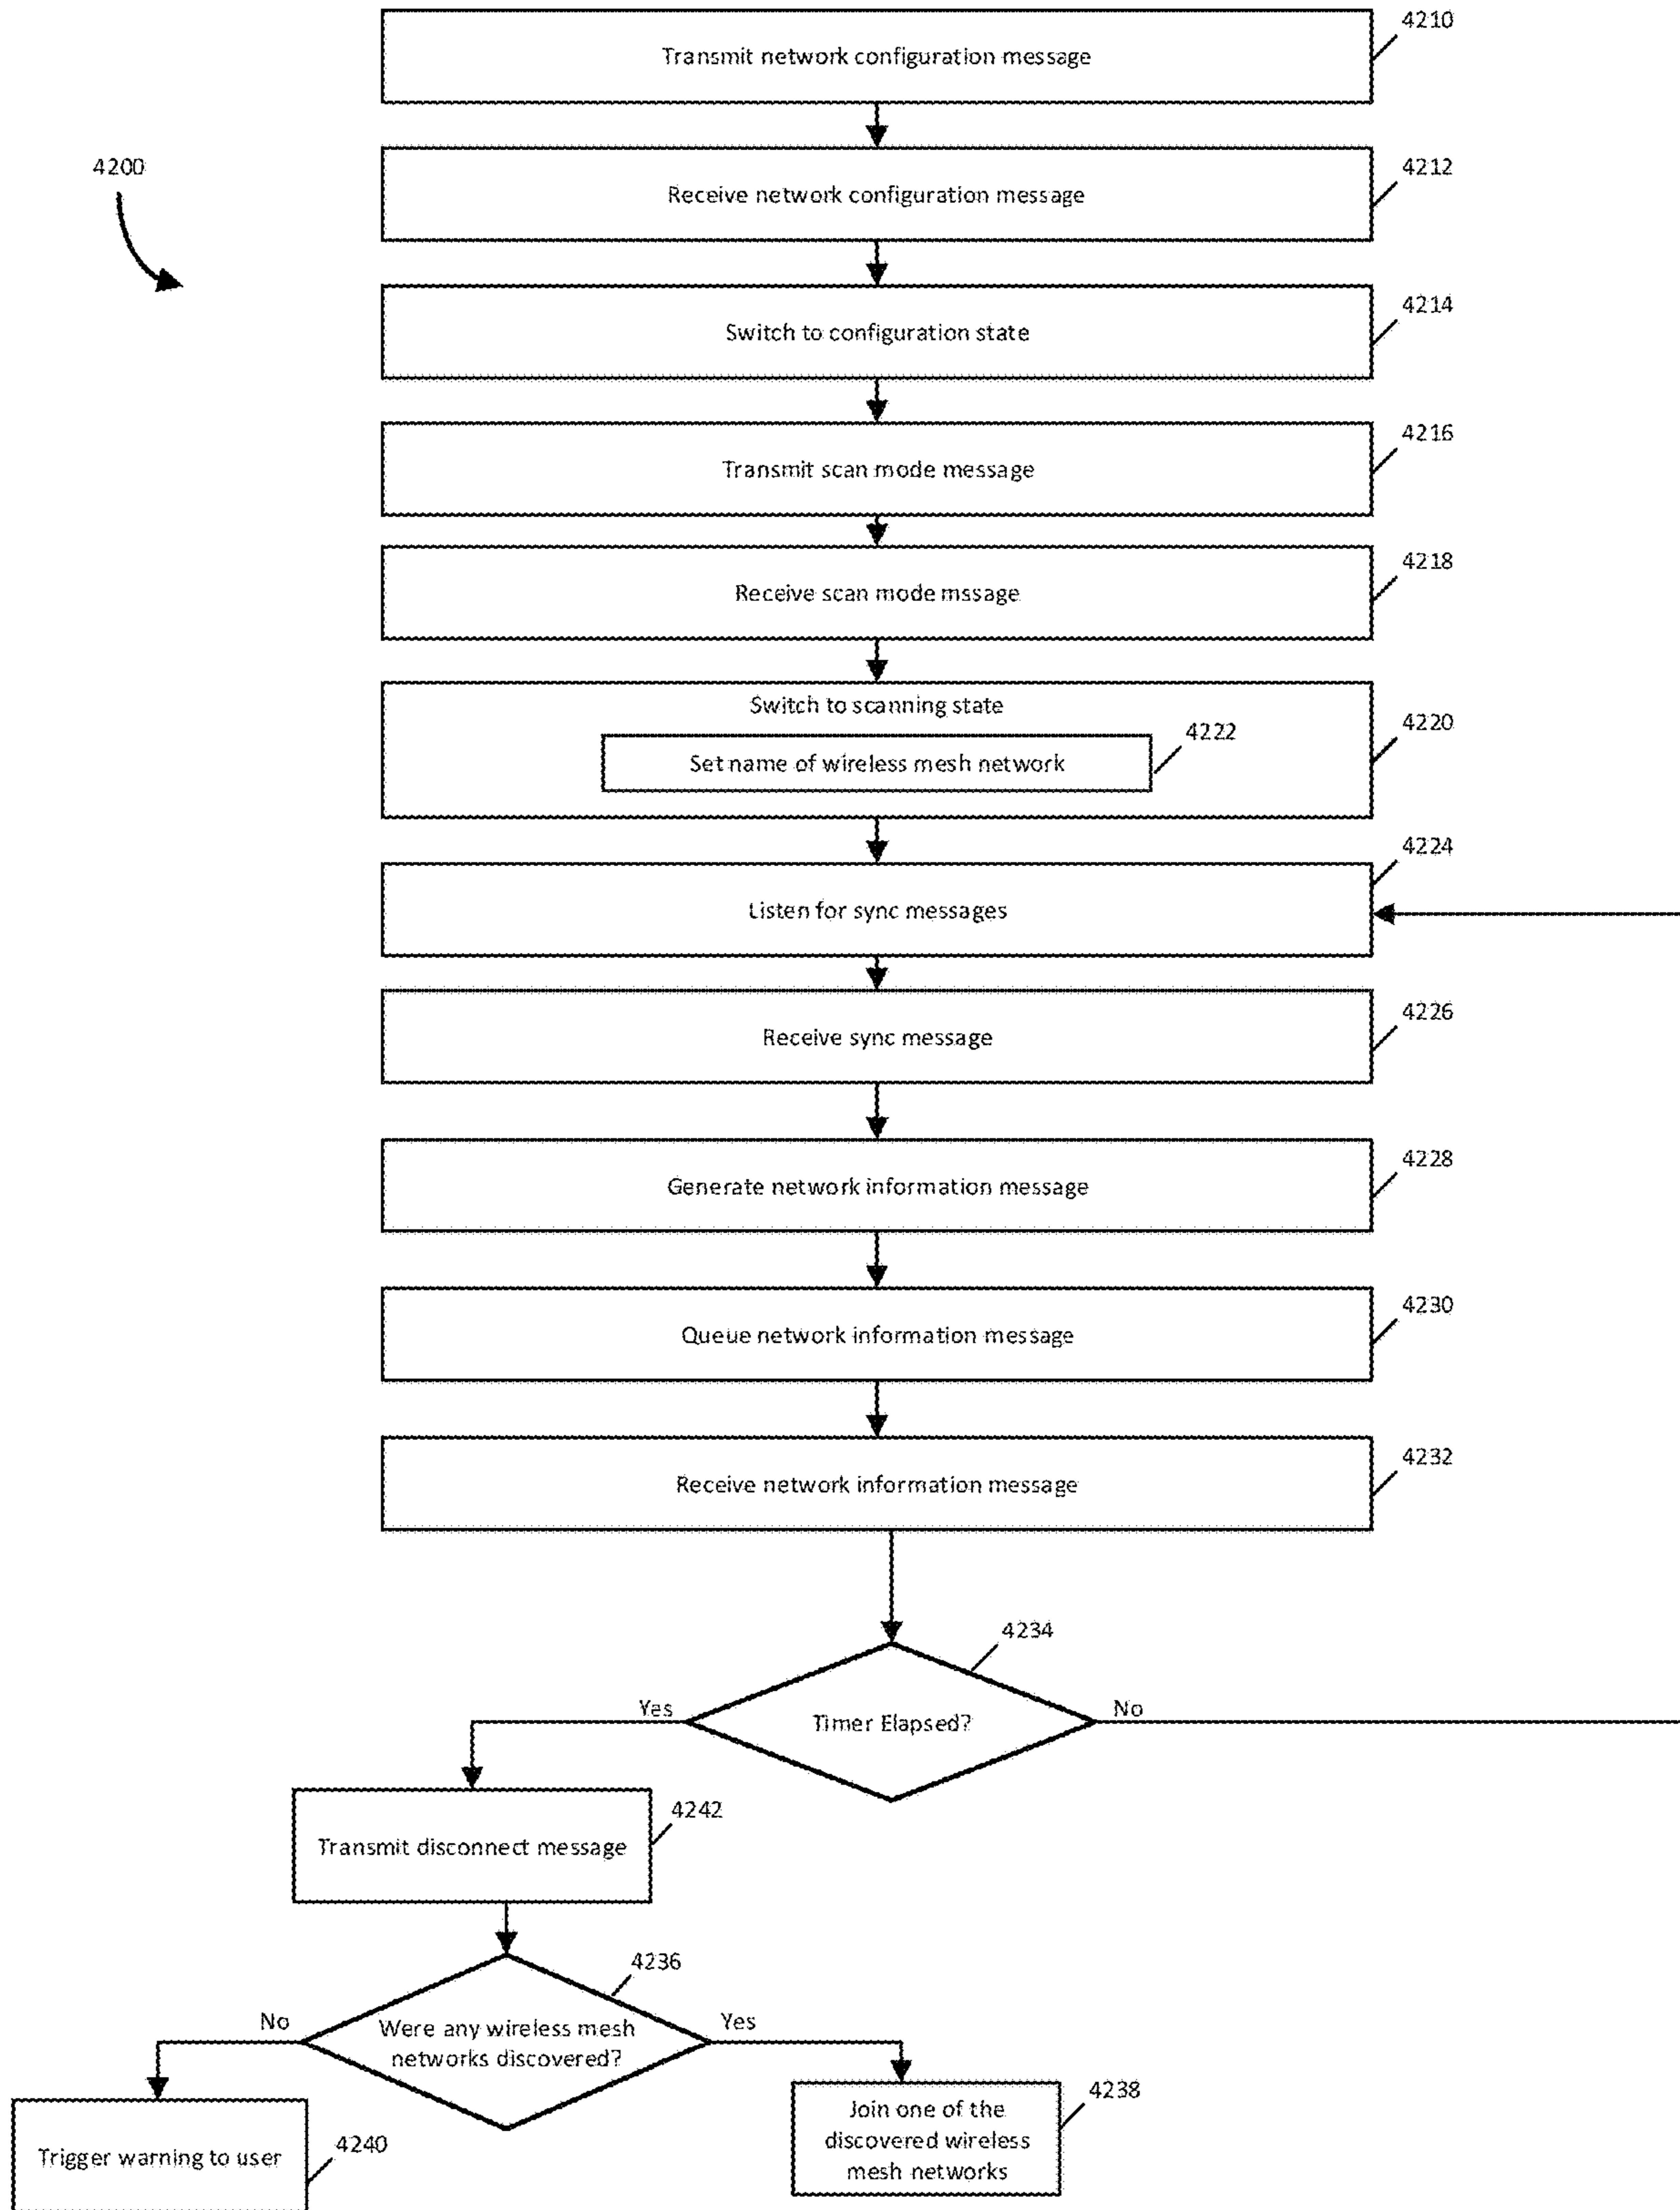 4210
Transmit network configuration message
4200
4212
Receive network configuration message
4214
Switch to configuration state
4216
Transmit scan mode message
4218
Receive scan mode mssage
Switch to scanning state
4220
4222
Set name of wireless mesh network
4224
Listen for sync messages
4226
Receive sync message
4228
Generate network information message
4230
Queue network information message
4232
Receive network information message
4234
Yes
Timer Elapsed?
No
4242
Transmit disconnect message
4236
No
Were any wireless mesh
networks discovered?
Yes
4238
Join one of the
discovered wireless
mesh networks
4240
Trigger warning to user